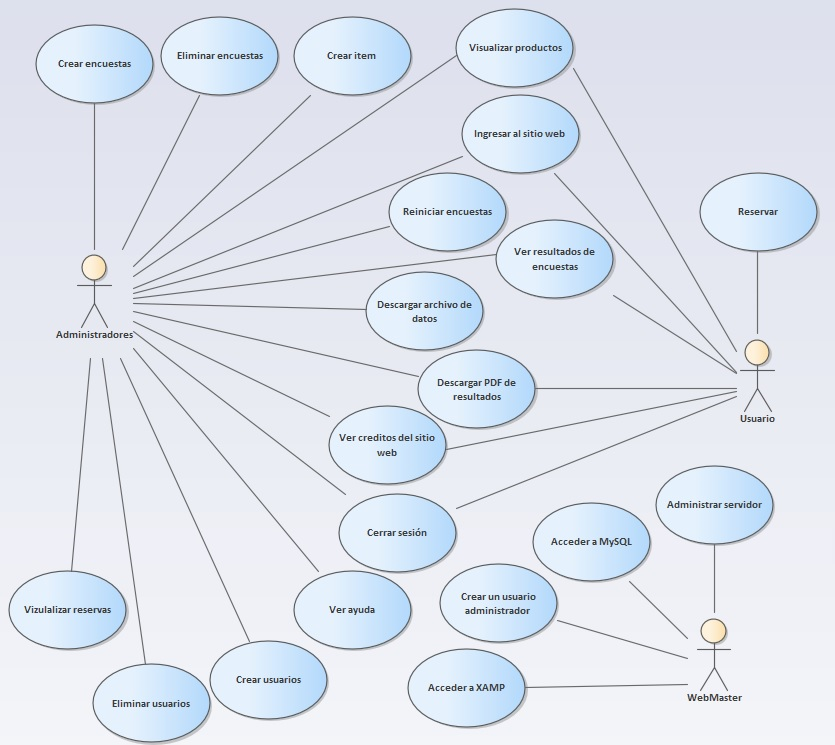 Crear encuestas
Eliminar encuestas
Crear item
Visualizar productos
Ingresar al sitio web
Reiniciar encuestas
Reservar
Ver resultados de
encuestas
Descargar archivo de
datos
Administradores
Descargar PDF de
resultados
Usuario
Ver creditos del sitio
web
Cerrar sesión
Administrar servidor
Acceder a MySQL
Crear un usuario
administrador
Vizulalizar reservas
Ver ayuda
Crear usuarios
Acceder a XAMP
WebMaster
Eliminar usuarios